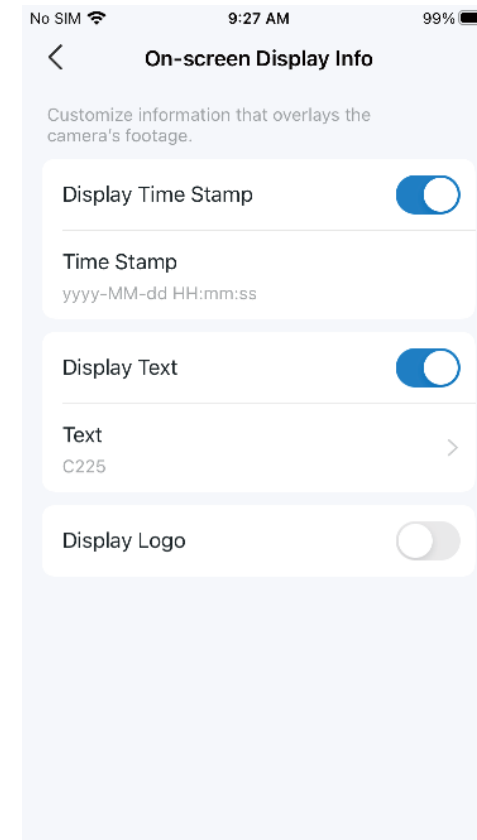 No SIM 9:27 AM 99%
On-screen Display Info
Customize information that overlays the
camera's footage.
Display Time Stamp
Time Stamp
yyyy-MM-dd HH:mm:ss
Display Text
Text
C225
Display Logo